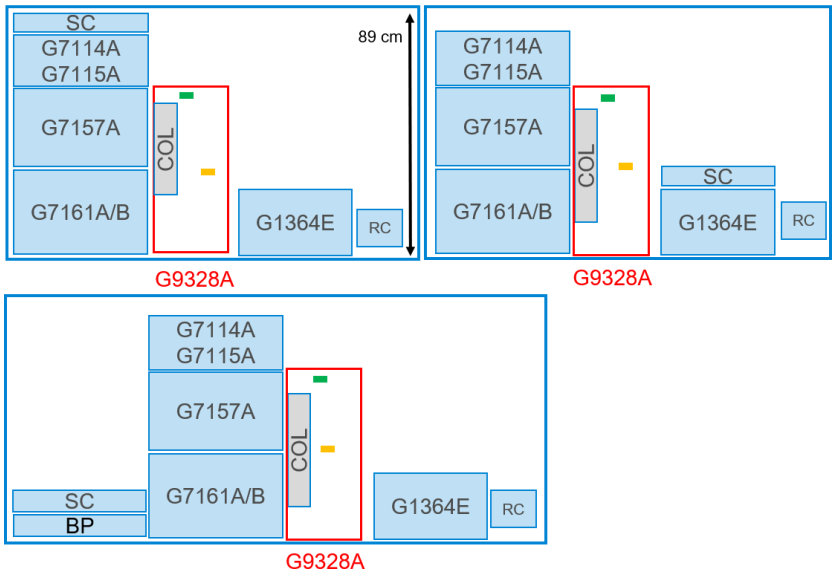 SC
G7114A
G7115A
G7157A
G7161A/B
COL
G1364E
RC
89 cm
G9328A
G7114A
G7115A
G7157A
G7161A/B
COL
SC
G1364E
RC
G9328A
G7114A
G7115A
G7157A
G7161A/B
SC
BP
COL
G1364E
RC
G9328A